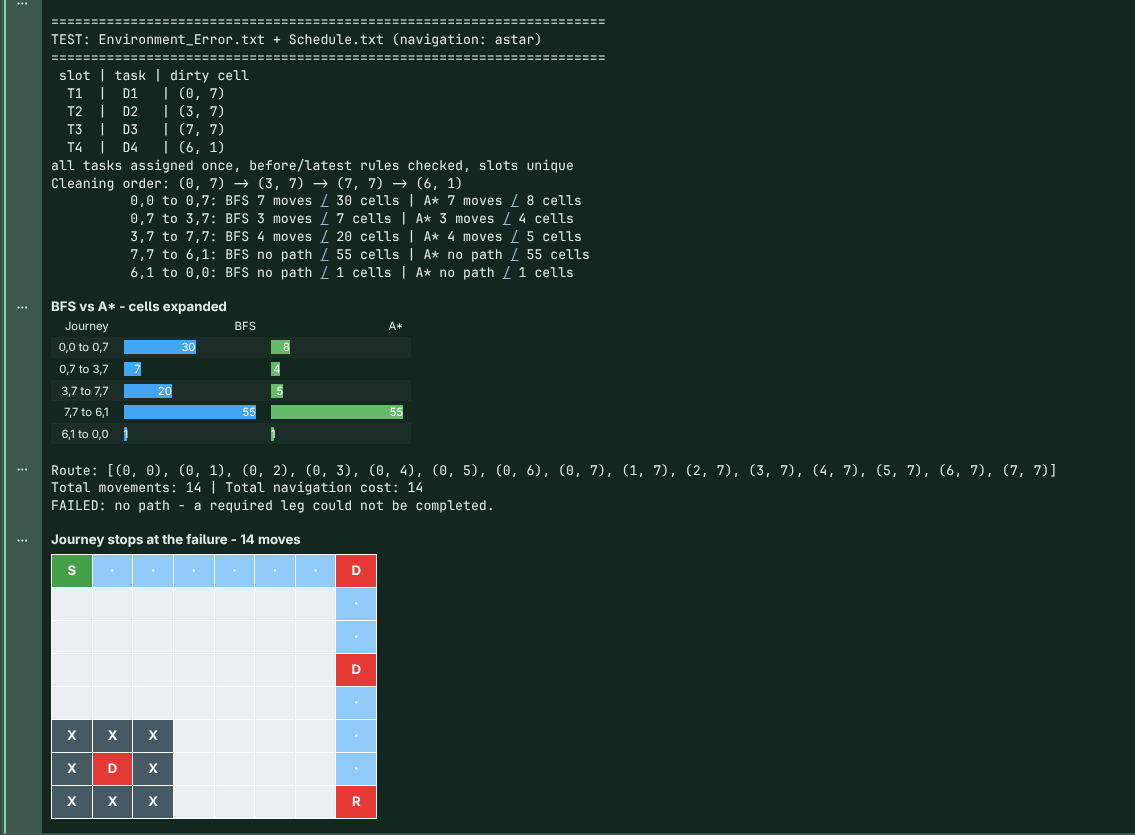 ======================================================================
TEST: Environment_Error.txt + Schedule.txt (navigation: astar)
======================================================================
slot | task | dirty cell
T1 | D1 | (0, 7)
T2 | D2 | (3, 7)
T3 | D3 | (7, 7)
T4 | D4 | (6, 1)
all tasks assigned once, before/latest rules checked, slots unique
Cleaning order: (0, 7) → (3, 7) → (7, 7) → (6, 1)
0,0 to 0,7: BFS 7 moves / 30 cells | A* 7 moves / 8 cells
0,7 to 3,7: BFS 3 moves / 7 cells | A* 3 moves / 4 cells
3,7 to 7,7: BFS 4 moves / 20 cells | A* 4 moves / 5 cells
7,7 to 6,1: BFS no path / 55 cells | A* no path / 55 cells
6,1 to 0,0: BFS no path / 1 cells | A* no path / 1 cells
BFS vs A* - cells expanded
Journey BFS A*
0,0 to 0,7 30 8
0,7 to 3,7 7 4
3,7 to 7,7 20 5
7,7 to 6,1 55 55
6,1 to 0,0 1 1
Route: [(0, 0), (0, 1), (0, 2), (0, 3), (0, 4), (0, 5), (0, 6), (0, 7), (1, 7), (2, 7), (3, 7), (4, 7), (5, 7), (6, 7), (7, 7)]
Total movements: 14 | Total navigation cost: 14
FAILED: no path - a required leg could not be completed.
Journey stops at the failure - 14 moves
S · · · · · · D
·
·
D
·
X X X ·
X D X ·
X X X R